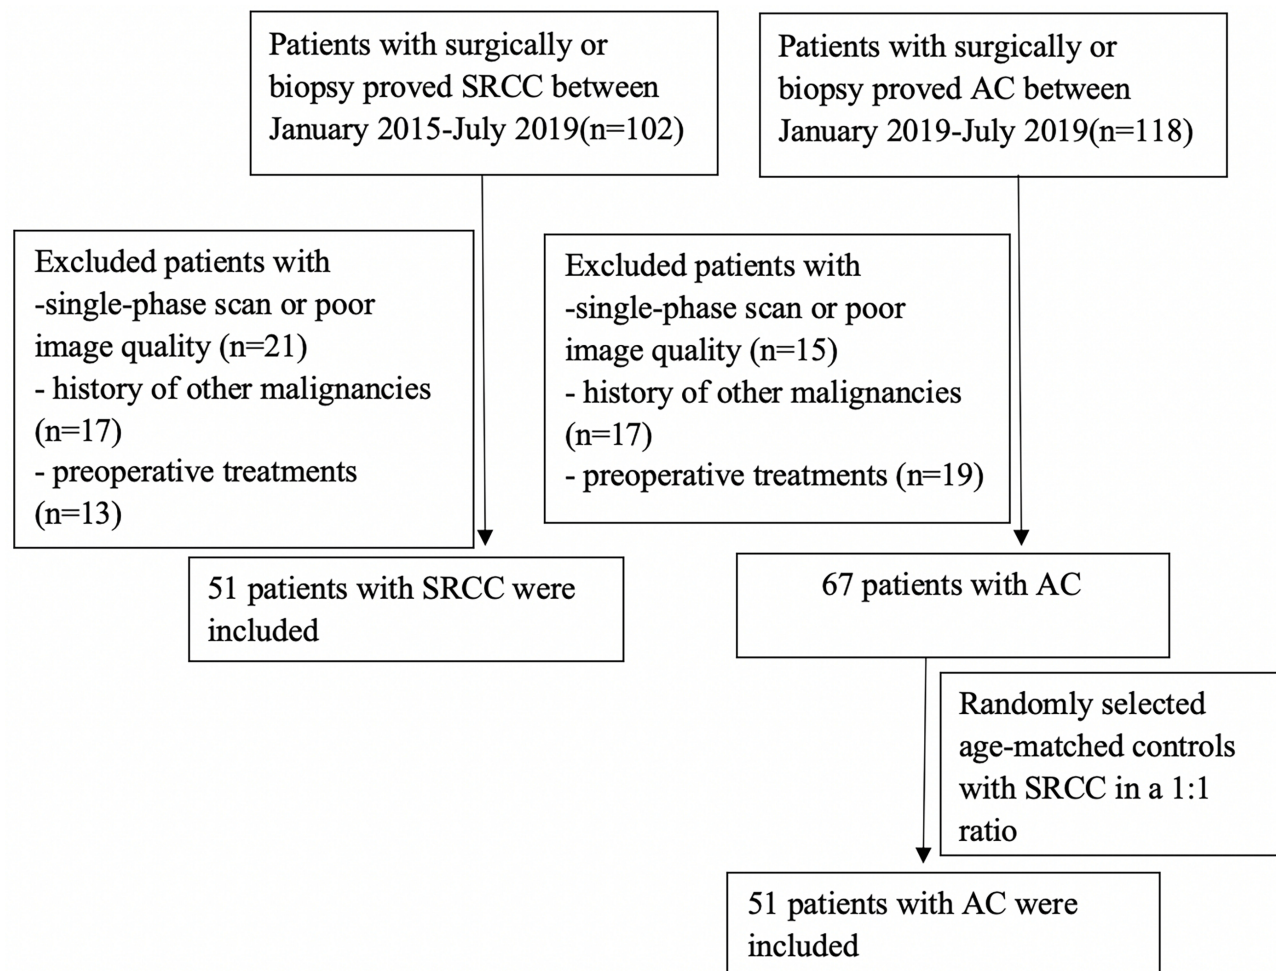 Patients with surgically or
biopsy proved SRCC between
January 2015-July 2019(n=102)
Patients with surgically or
biopsy proved AC between
January 2019-July 2019(n=118)
Excluded patients with
-single-phase scan or poor
image quality (n=21)
- history of other malignancies
(n=17)
- preoperative treatments
(n=13)
Excluded patients with
-single-phase scan or poor
image quality (n=15)
- history of other malignancies
(n=17)
- preoperative treatments (n=19)
51 patients with SRCC were
included
67 patients with AC
Randomly selected
age-matched controls
with SRCC in a 1:1
ratio
51 patients with AC were
included